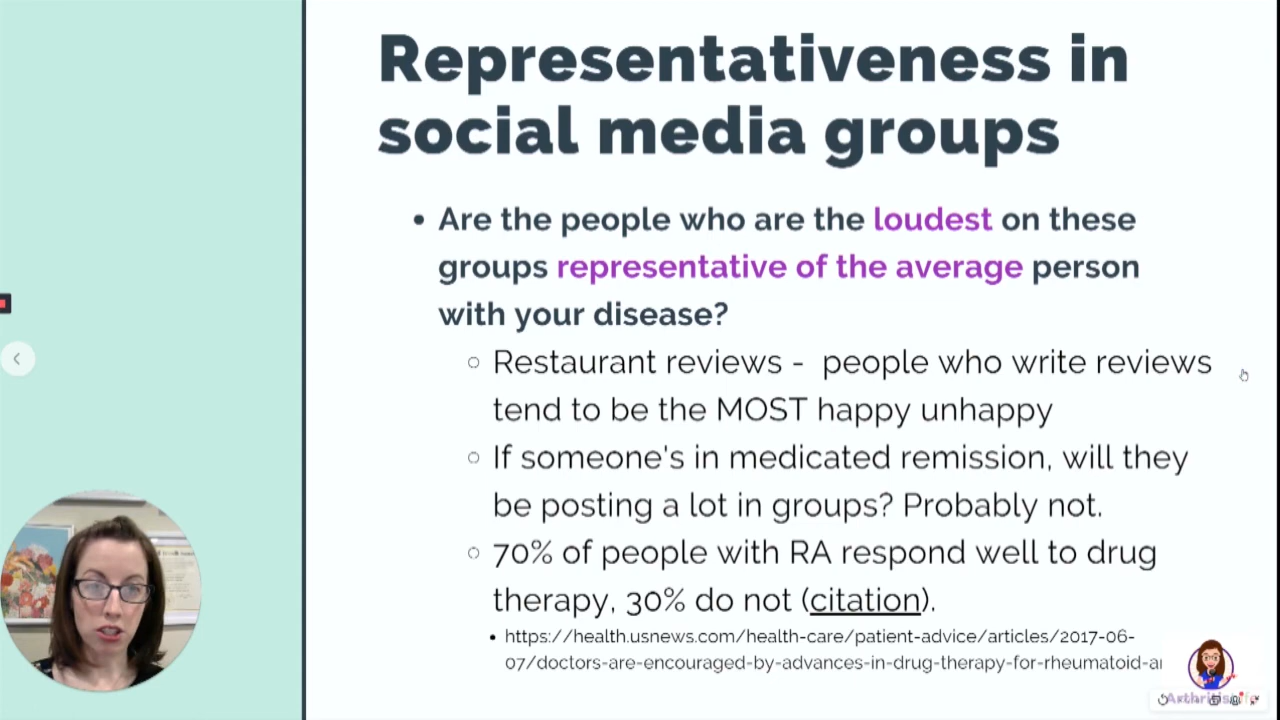 Representativeness in
social media groups
• Are the people who are the loudest on these
groups representative of the average person
with your disease?
○ Restaurant reviews - people who write reviews
tend to be the MOST happy unhappy
○ If someone's in medicated remission, will they
be posting a lot in groups? Probably not.
○ 70% of people with RA respond well to drug
therapy, 30% do not (citation).
• https://health.usnews.com/health-care/patient-advice/articles/2017-06-
07/doctors-are-encouraged-by-advances-in-drug-therapy-for-rheumatoid-ar